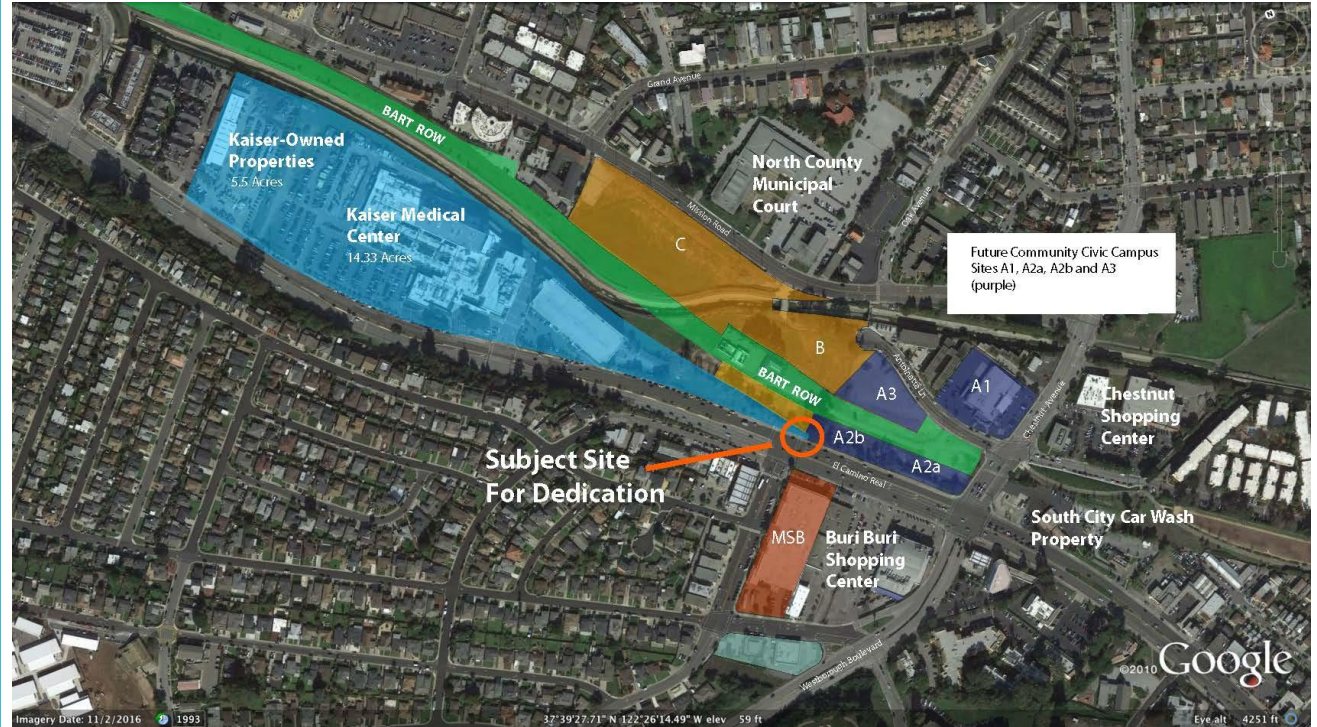 Grand Avenue
BART ROW
Kaiser-Owned
Properties
5.5 Acres
North County
Municipal
Court
Kaiser Medical
Center
14.33 Acres
Mission Road
Oak Avenue
C
Future Community Civic Campus
Sites A1, A2a, A2b and A3
(purple)
B
Antoinette Ln
BART ROW
A3
A1
Chestnut Avenue
Chestnut
Shopping
Center
A2b
A2a
El Camino Real
Subject Site
For Dedication
South City Car Wash
Property
MSB
Buri Buri
Shopping
Center
Westborough Boulevard
©2010 Google
Imagery Date: 11/2/2016
1993
37°39'27.71" N 122°26'14.49" W elev 59 ft
Eye alt 4251 ft
N